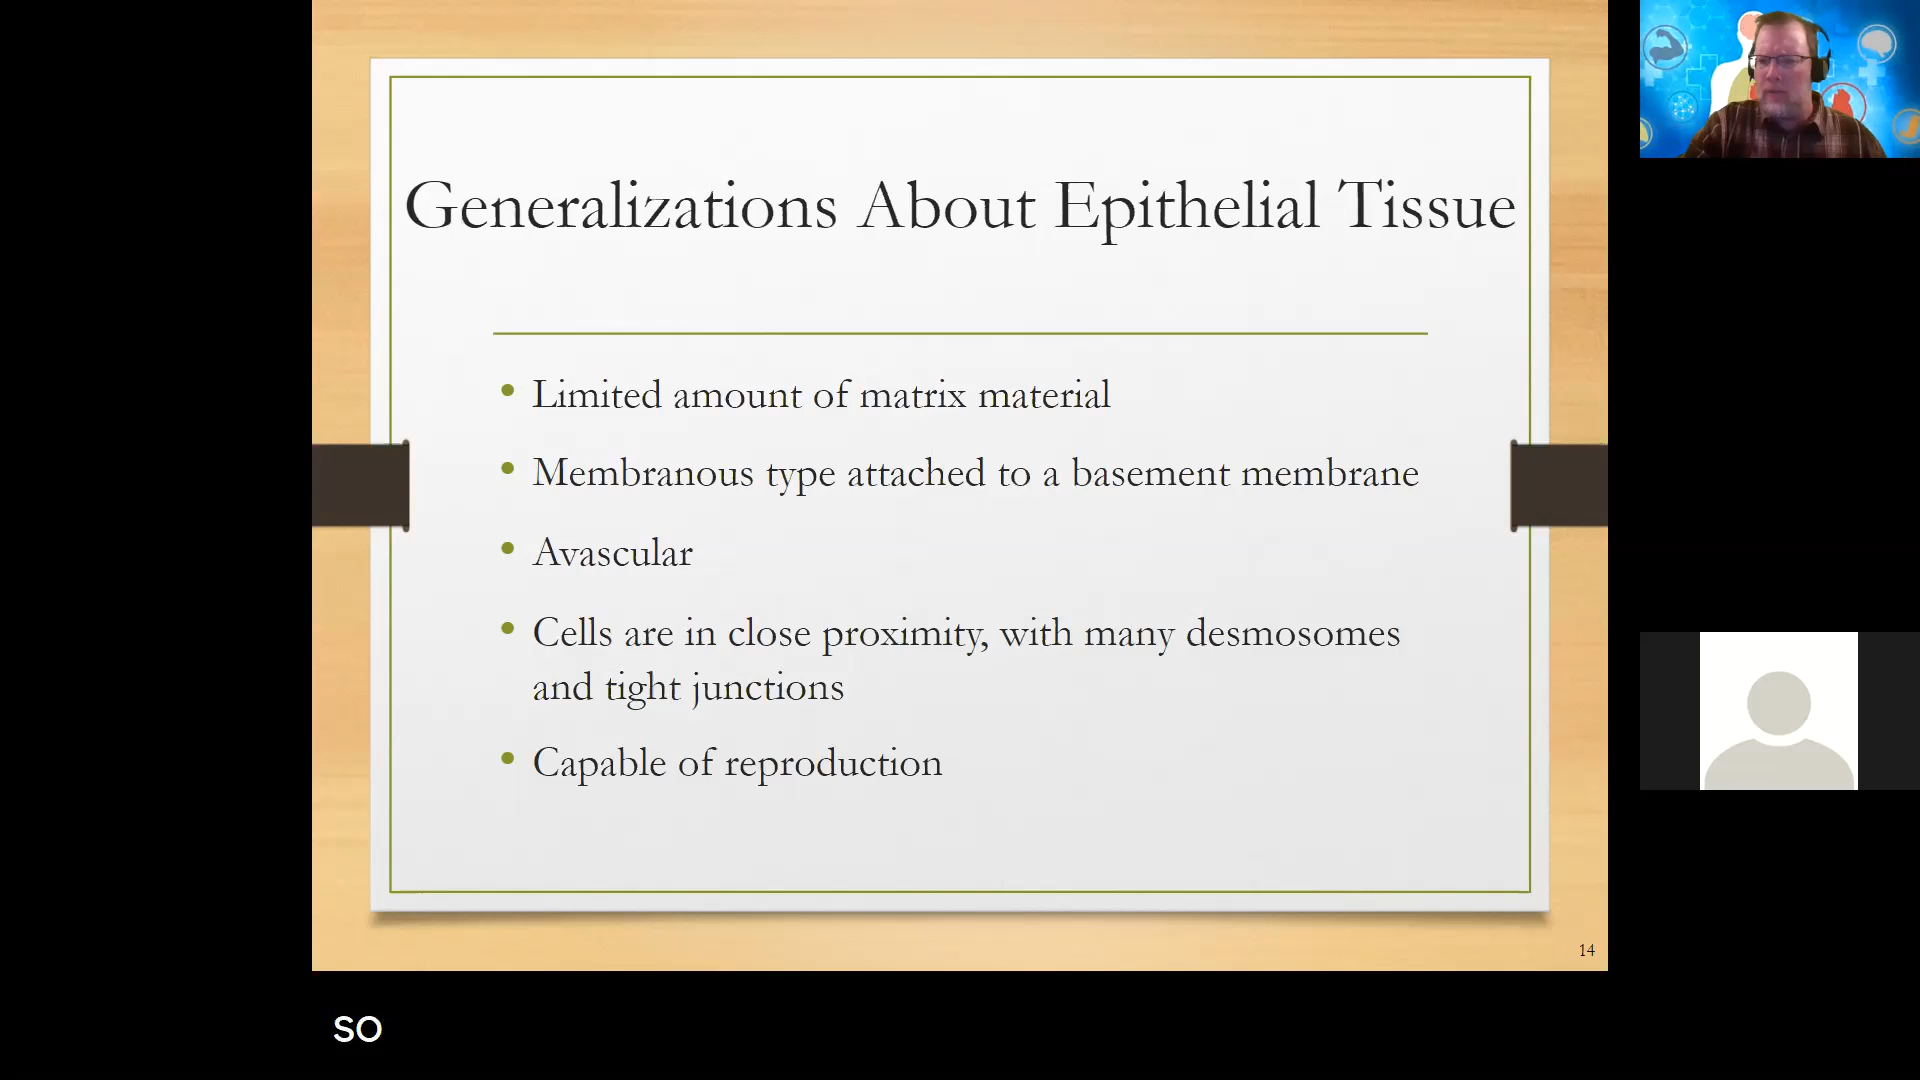 Generalizations About Epithelial Tissue
• Limited amount of matrix material
• Membranous type attached to a basement membrane
• Avascular
• Cells are in close proximity, with many desmosomes
and tight junctions
• Capable of reproduction
14
so